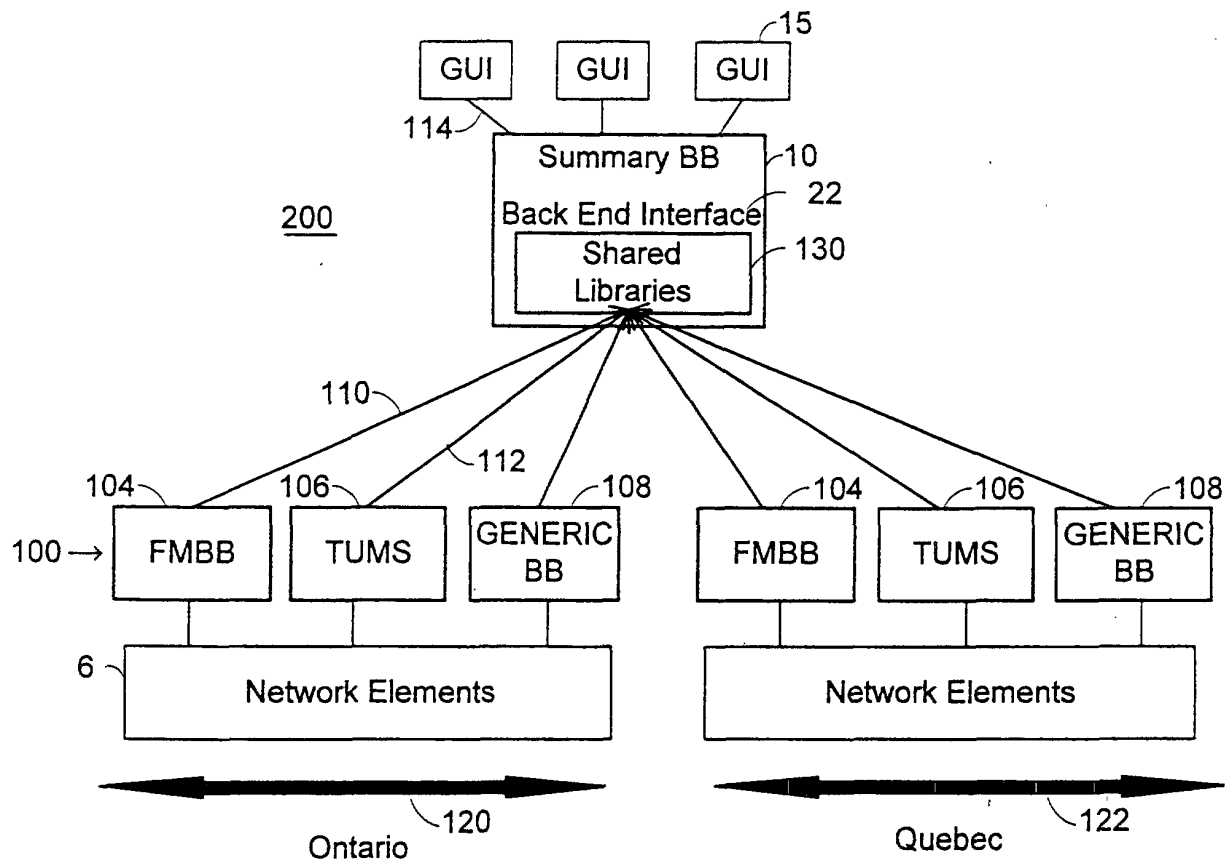 15
GUI GUI GUI
114
Summary BB 10
200 Back End Interface 22
Shared Libraries 130
110
112
104 106 108 104 106 108
100 → FMBB TUMS GENERIC BB FMBB TUMS GENERIC BB
6 Network Elements Network Elements
120 122
Ontario Quebec